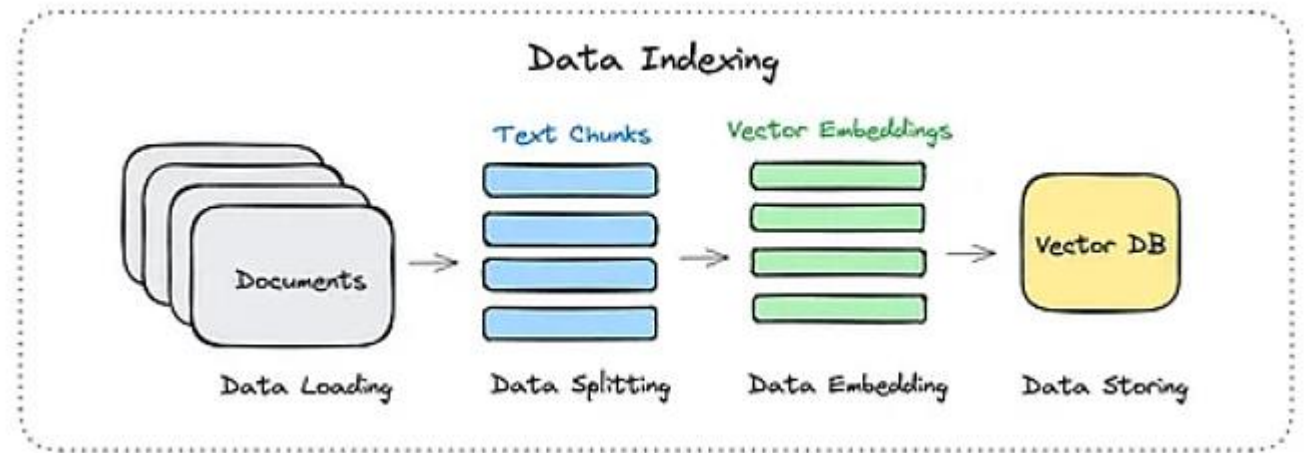 Data Indexing
Text Chunks
Vector Embeddings
Documents
Vector DB
Data Loading
Data Splitting
Data Embedding
Data Storing